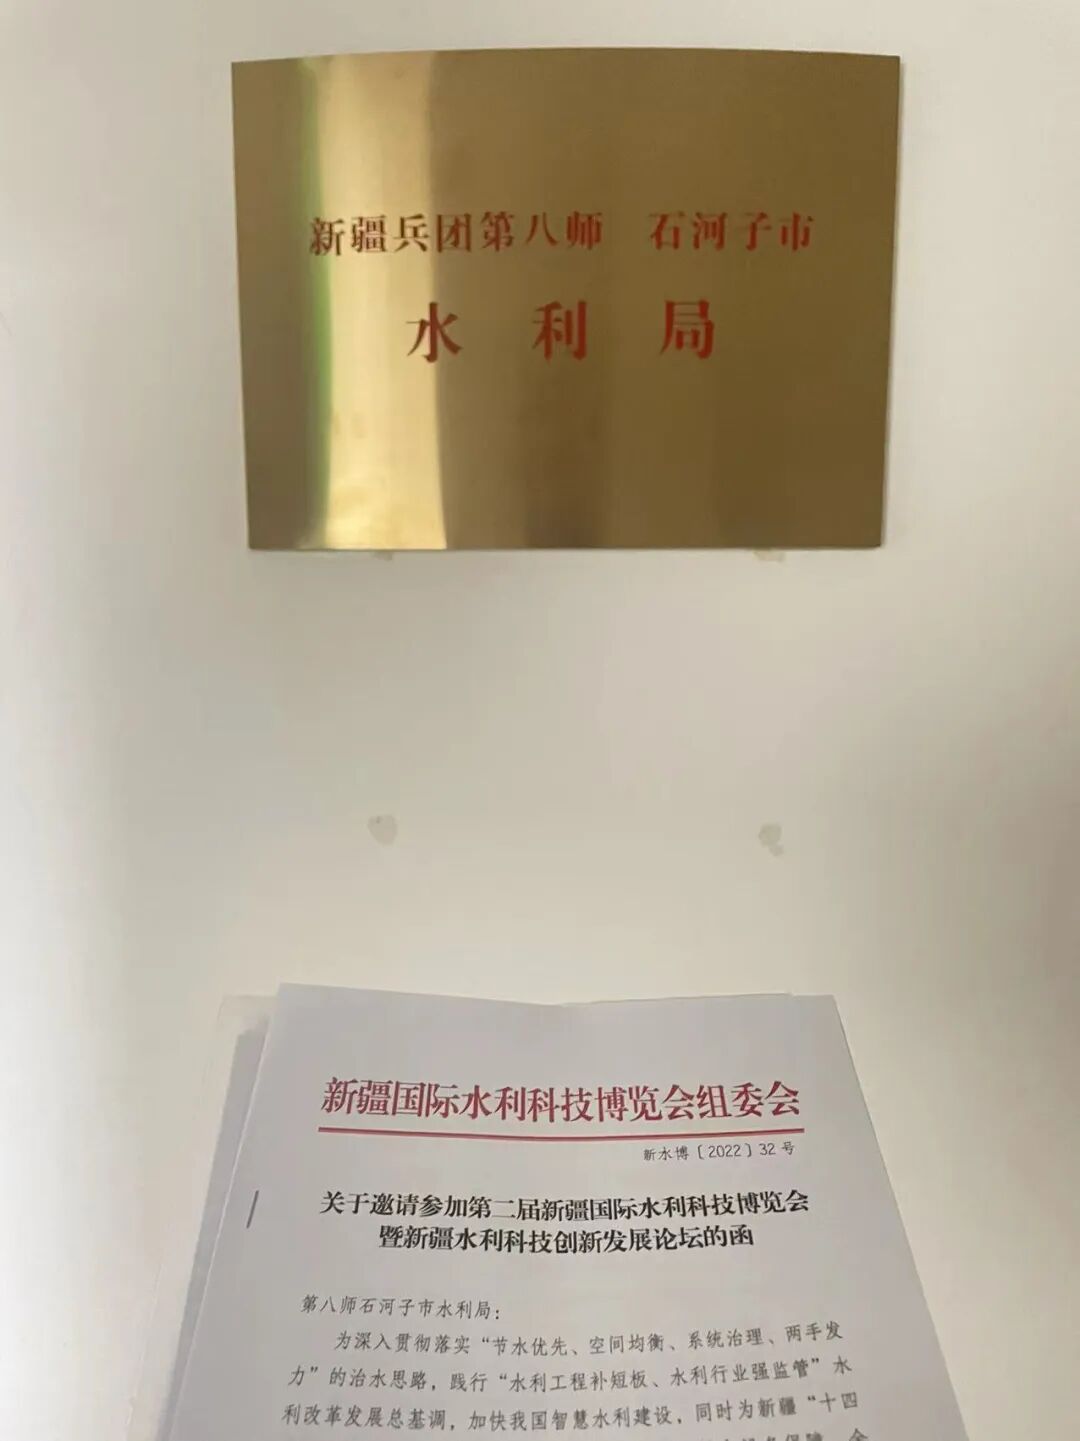 新疆兵团第八师 石河子市
水利局
新疆国际水利科技博览会组委会
新水博〔2022〕32号
关于邀请参加第二届新疆国际水利科技博览会
暨新疆水利科技创新发展论坛的函
第八师石河子市水利局：
为深入贯彻落实“节水优先、空间均衡、系统治理、两手发
力”的治水思路，践行“水利工程补短板、水利行业强监管”水
利改革发展总基调，加快我国智慧水利建设，同时为新疆“十四